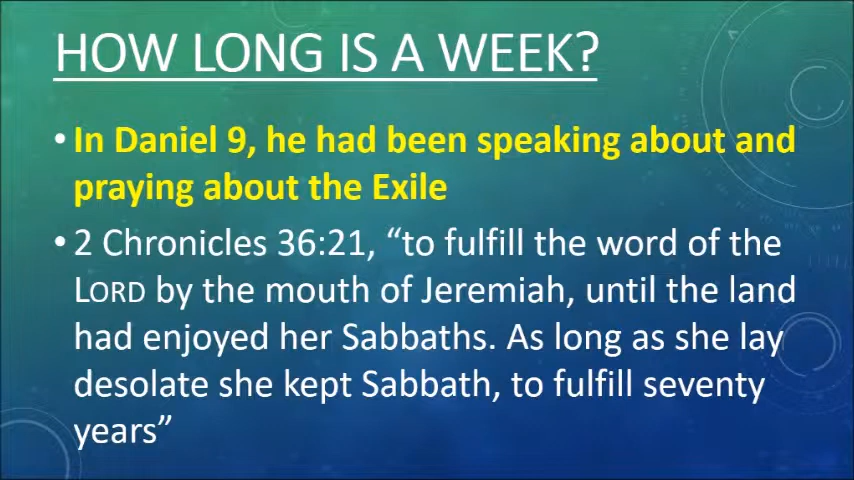 HOW LONG IS A WEEK?
• In Daniel 9, he had been speaking about and
praying about the Exile
• 2 Chronicles 36:21, “to fulfill the word of the
LORD by the mouth of Jeremiah, until the land
had enjoyed her Sabbaths. As long as she lay
desolate she kept Sabbath, to fulfill seventy
years”